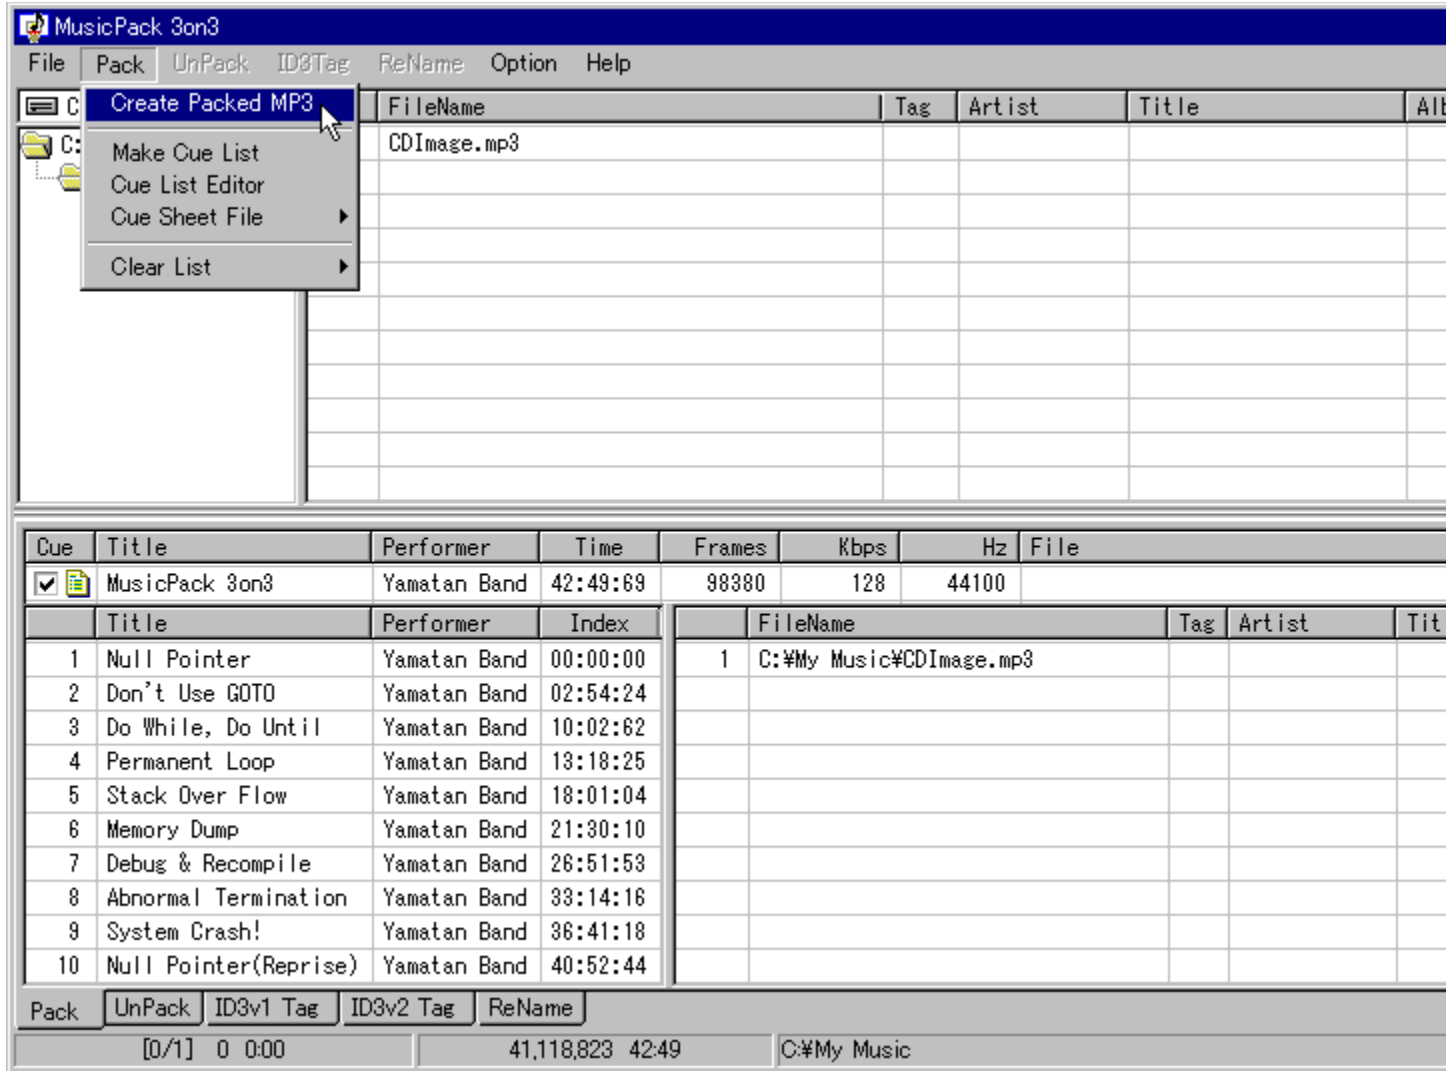 MusicPack 3on3
File Pack UnPack ID3Tag ReName Option Help
C FileName Tag Artist Title Alb
Create Packed MP3
C: CDImage.mp3
Make Cue List
Cue List Editor
Cue Sheet File
Clear List
Cue Title Performer Time Frames Kbps Hz File
MusicPack 3on3 Yamatan Band 42:49:69 98380 128 44100
Title Performer Index FileName Tag Artist Tit
1 Null Pointer Yamatan Band 00:00:00 1 C:¥My Music¥CDImage.mp3
2 Don't Use GOTO Yamatan Band 02:54:24
3 Do While, Do Until Yamatan Band 10:02:62
4 Permanent Loop Yamatan Band 13:18:25
5 Stack Over Flow Yamatan Band 18:01:04
6 Memory Dump Yamatan Band 21:30:10
7 Debug & Recompile Yamatan Band 26:51:53
8 Abnormal Termination Yamatan Band 33:14:16
9 System Crash! Yamatan Band 36:41:18
10 Null Pointer(Reprise) Yamatan Band 40:52:44
Pack UnPack ID3v1 Tag ID3v2 Tag ReName
[0/1] 0 0:00 41,118,823 42:49 C:¥My Music